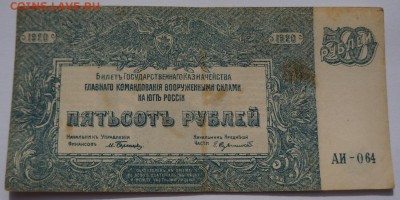 COINS.LAVE.RU
1920
1920
500
РУБЛЕЙ
БИЛЕТЪ ГОСУДАРСТВЕННАГО КАЗНАЧЕЙСТВА
ГЛАВНАГО КОМАНДОВАНІЯ ВООРУЖЕННЫМИ СИЛАМИ
НА ЮГѢ РОССІИ
ПЯТЬСОТЪ РУБЛЕЙ
НАЧАЛЬНИКЪ УПРАВЛЕНІЯ
ФИНАНСОВЪ
НАЧАЛЬНИКЪ КРЕДИТНОЙ
ЧАСТИ
АИ-064